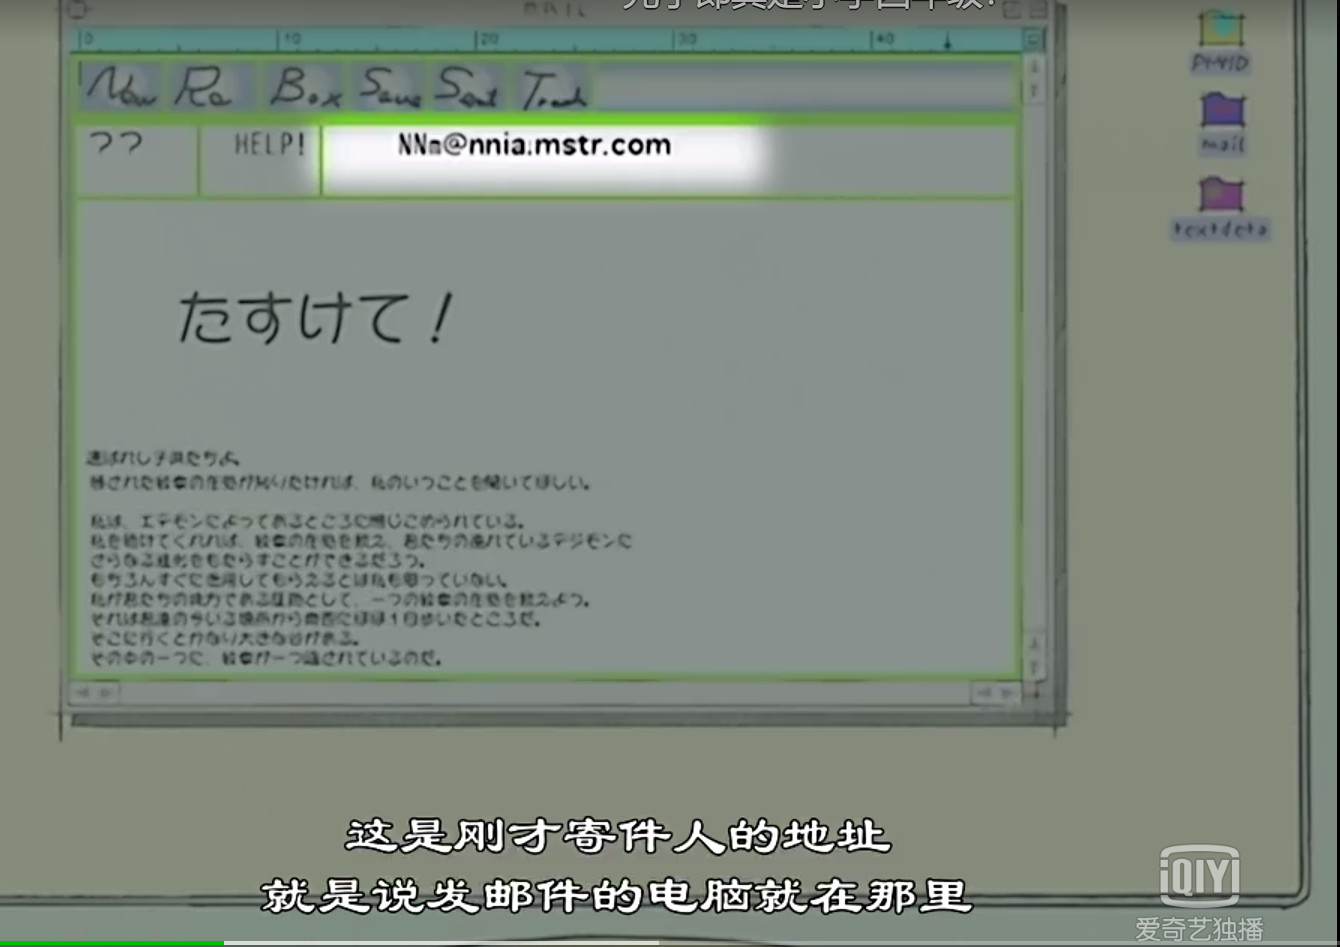 MAIL
0 10 20 30 40
New Re Box Save Sent Trash
?? HELP! NNm@nnia.mstr.com
PMVID
mail
textdeta
たすけて！
選ばれし子供たちよ。
隠された紋章の在処が知りたければ、私のいうことを聞いてほしい。
私は、エテモンによってあるところに閉じこめられている。
私を助けてくれれば、紋章の在処を教え、君たちの連れているデジモンに
さらなる進化をもたらすことができるだろう。
もちろんすぐに信用してもらえるとは私も思っていない。
私が君たちの味方である証拠として、一つの紋章の在処を教えよう。
それは君達の今いる場所から南西にほぼ1日歩いたところだ。
そこに行くとかなり大きな谷がある。
その中の一つに、紋章が一つ隠されているのだ。
这是刚才寄件人的地址
就是说发邮件的电脑就在那里
iQIYI
爱奇艺独播